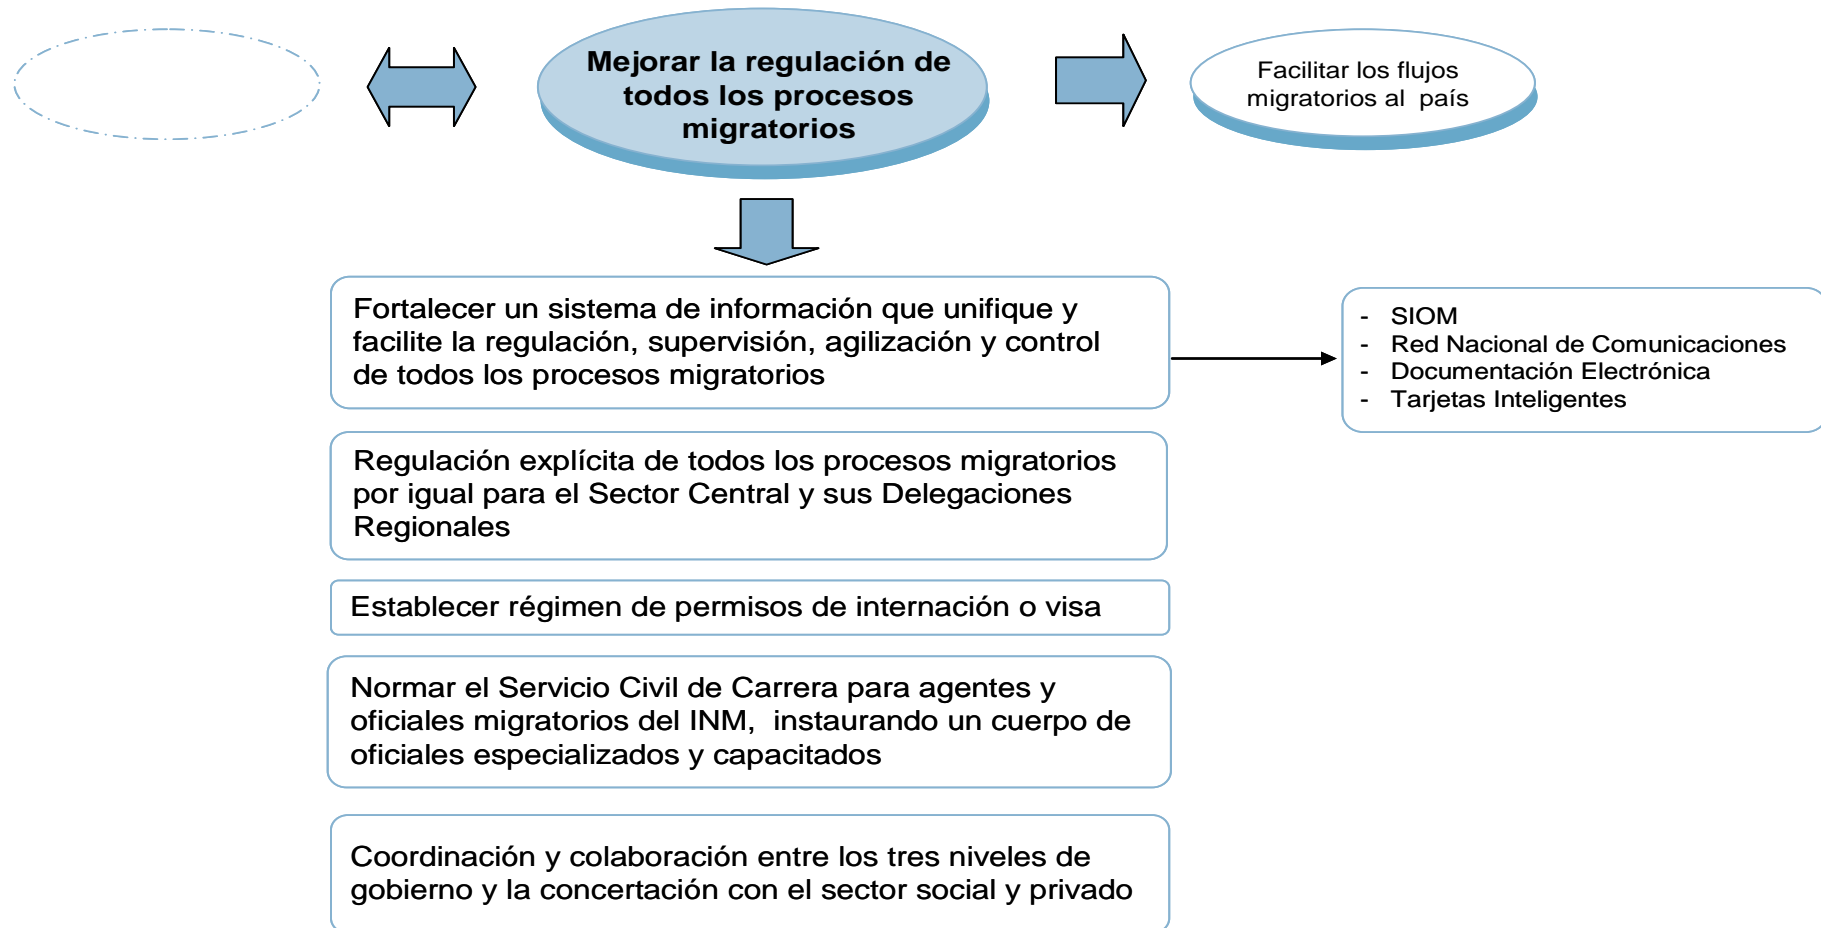 Mejorar la regulación de
todos los procesos
migratorios
Facilitar los flujos
migratorios al país
Fortalecer un sistema de información que unifique y
facilite la regulación, supervisión, agilización y control
de todos los procesos migratorios
- SIOM
- Red Nacional de Comunicaciones
- Documentación Electrónica
- Tarjetas Inteligentes
Regulación explícita de todos los procesos migratorios
por igual para el Sector Central y sus Delegaciones
Regionales
Establecer régimen de permisos de internación o visa
Normar el Servicio Civil de Carrera para agentes y
oficiales migratorios del INM, instaurando un cuerpo de
oficiales especializados y capacitados
Coordinación y colaboración entre los tres niveles de
gobierno y la concertación con el sector social y privado